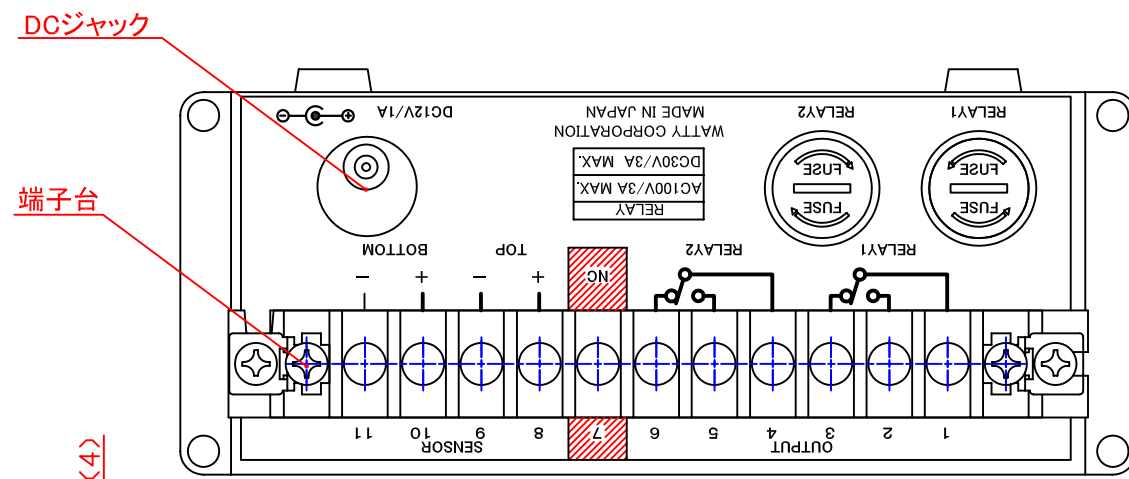 DCジャック
端子台
DC12V/1A
MADE IN JAPAN
WATTY CORPORATION
DC30V/3A MAX.
AC100V/3A MAX.
RELAY
RELAY2
RELAY1
FUSE
FUSE
FUSE
FUSE
BOTTOM
TOP
NC
RELAY2
RELAY1
− + − +
11 10 9 8 7 6 5 4 3 2 1
SENSOR
OUTPUT
(4)